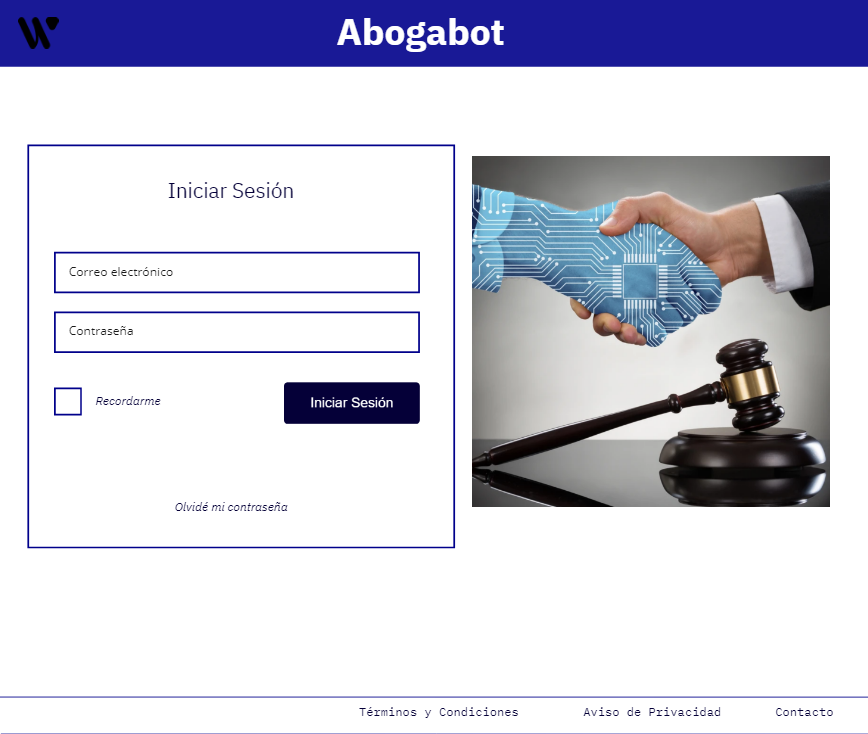 Abogabot
Iniciar Sesión
Correo electrónico
Contraseña
Recordarme
Iniciar Sesión
Olvidé mi contraseña
Términos y Condiciones
Aviso de Privacidad
Contacto